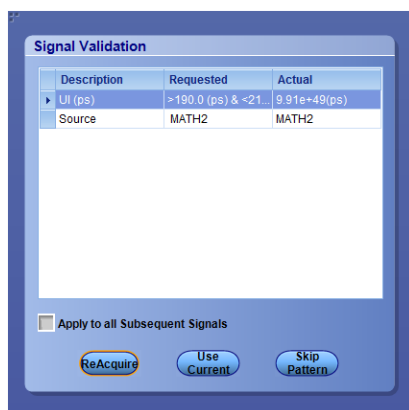 Signal Validation
Description Requested Actual
UI (ps) >190.0 (ps) & <21... 9.91e+49(ps)
Source MATH2 MATH2
Apply to all Subsequent Signals
ReAcquire Use Current Skip Pattern